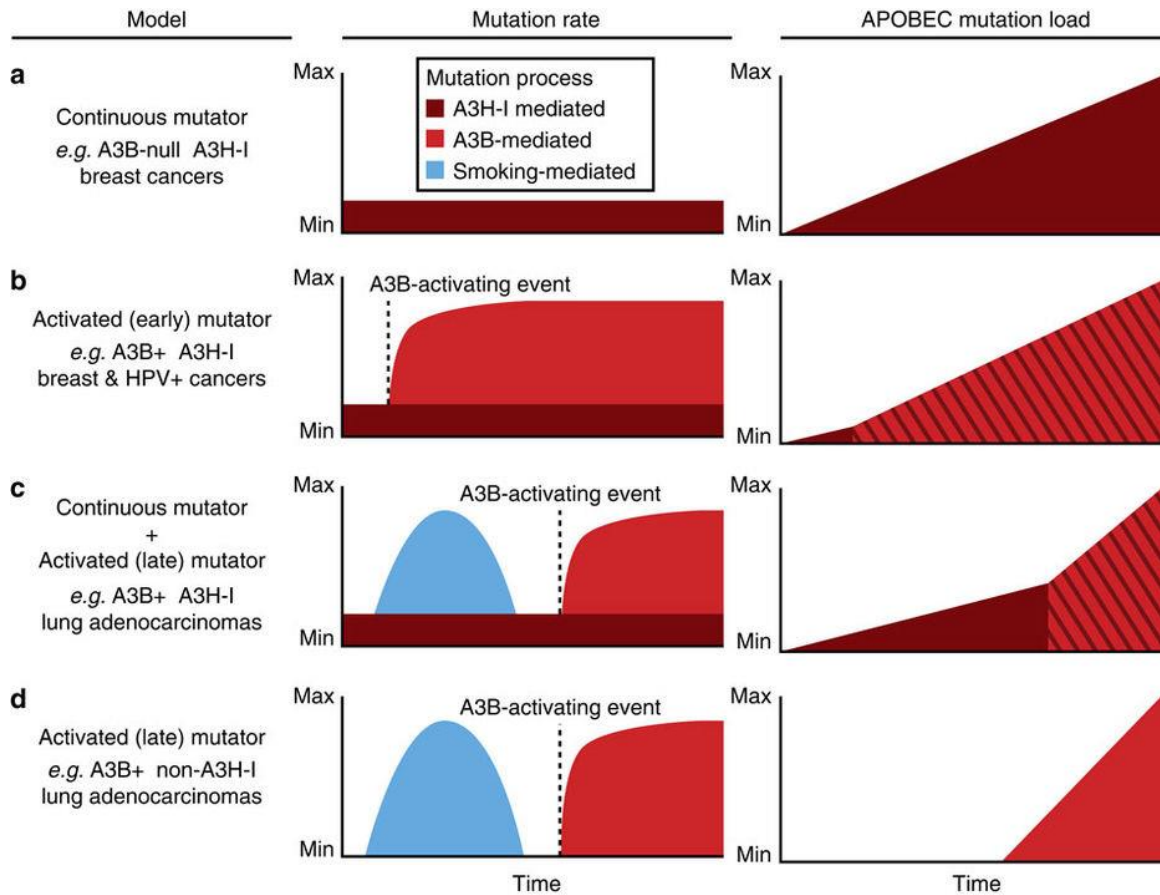 Model
Mutation rate
APOBEC mutation load
a
Continuous mutator
e.g. A3B-null A3H-I
breast cancers
Max
Min
Mutation process
A3H-I mediated
A3B-mediated
Smoking-mediated
Max
Min
b
Activated (early) mutator
e.g. A3B+ A3H-I
breast & HPV+ cancers
Max
A3B-activating event
Min
Max
Min
c
Continuous mutator
+
Activated (late) mutator
e.g. A3B+ A3H-I
lung adenocarcinomas
Max
A3B-activating event
Min
Max
Min
d
Activated (late) mutator
e.g. A3B+ non-A3H-I
lung adenocarcinomas
Max
A3B-activating event
Min
Time
Max
Min
Time